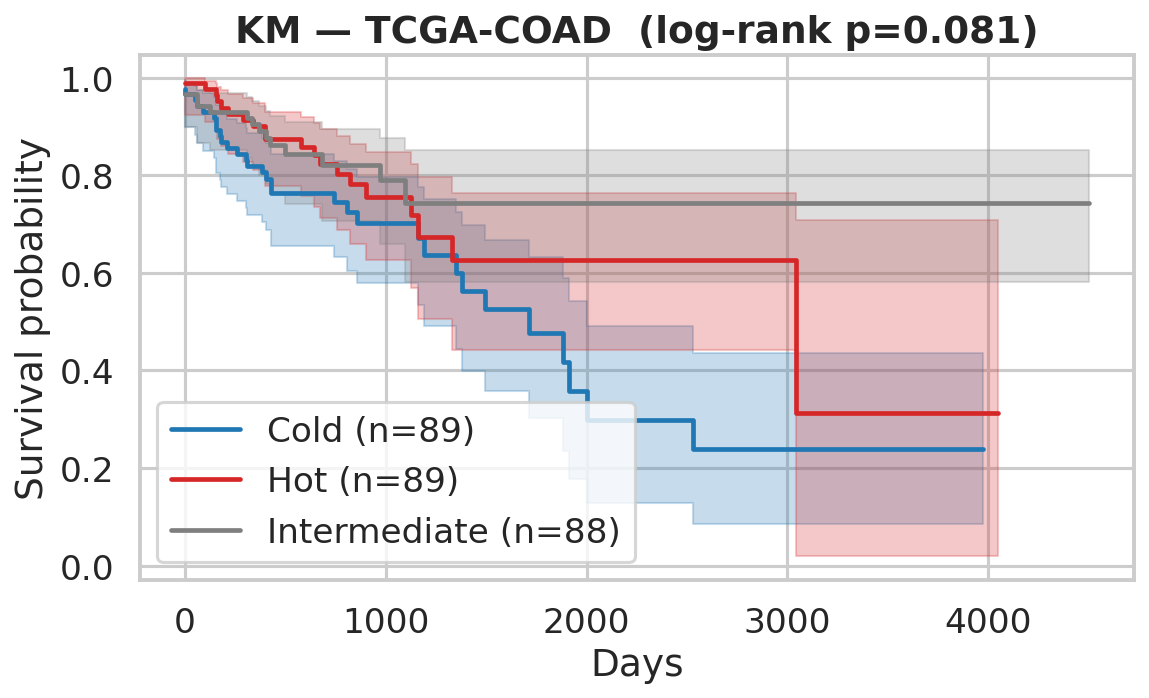 KM — TCGA-COAD  (log-rank p=0.081)
Survival probability
1.0
0.8
0.6
0.4
0.2
0.0
Cold (n=89)
Hot (n=89)
Intermediate (n=88)
0 1000 2000 3000 4000
Days